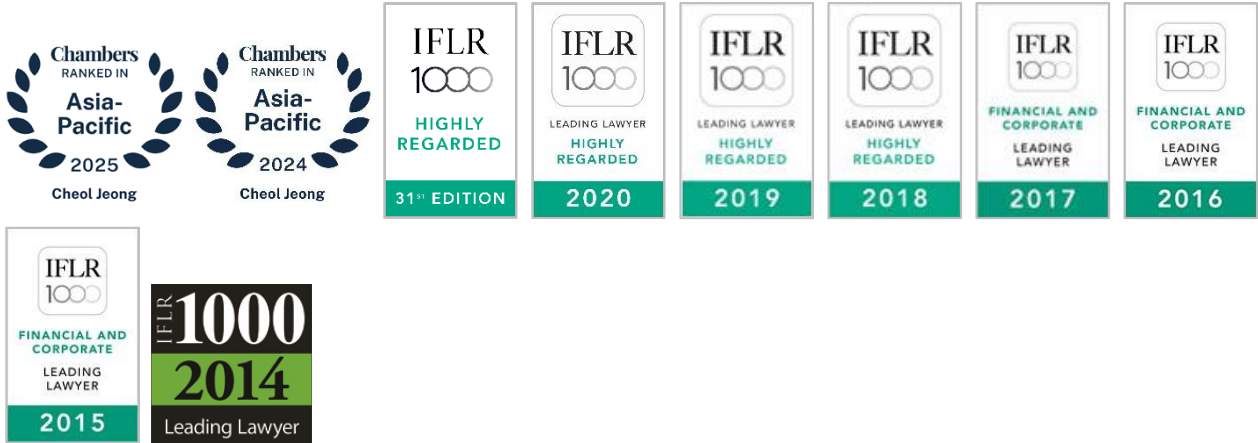 Chambers
RANKED IN
Asia-
Pacific
2025
Cheol Jeong
Chambers
RANKED IN
Asia-
Pacific
2024
Cheol Jeong
IFLR
1000
HIGHLY
REGARDED
31ST EDITION
IFLR
1000
LEADING LAWYER
HIGHLY
REGARDED
2020
IFLR
1000
LEADING LAWYER
HIGHLY
REGARDED
2019
IFLR
1000
LEADING LAWYER
HIGHLY
REGARDED
2018
IFLR
1000
FINANCIAL AND
CORPORATE
LEADING
LAWYER
2017
IFLR
1000
FINANCIAL AND
CORPORATE
LEADING
LAWYER
2016
IFLR
1000
FINANCIAL AND
CORPORATE
LEADING
LAWYER
2015
IFLR
1000
2014
Leading Lawyer